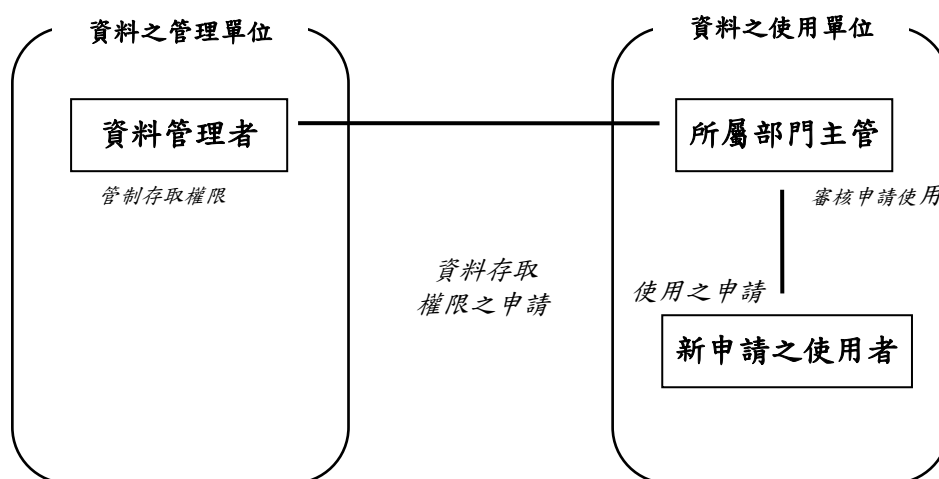 資料之管理單位
資料之使用單位
資料管理者
所屬部門主管
管制存取權限
審核申請使用
資料存取
權限之申請
使用之申請
新申請之使用者